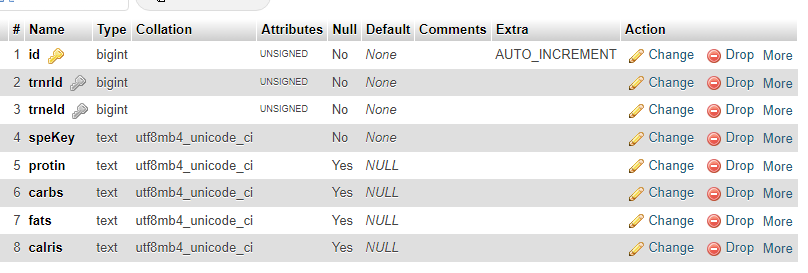 # Name Type Collation Attributes Null Default Comments Extra Action
1 id bigint UNSIGNED No None AUTO_INCREMENT Change Drop More
2 trnrId bigint UNSIGNED No None Change Drop More
3 trneId bigint UNSIGNED No None Change Drop More
4 speKey text utf8mb4_unicode_ci No None Change Drop More
5 protin text utf8mb4_unicode_ci Yes NULL Change Drop More
6 carbs text utf8mb4_unicode_ci Yes NULL Change Drop More
7 fats text utf8mb4_unicode_ci Yes NULL Change Drop More
8 calris text utf8mb4_unicode_ci Yes NULL Change Drop More